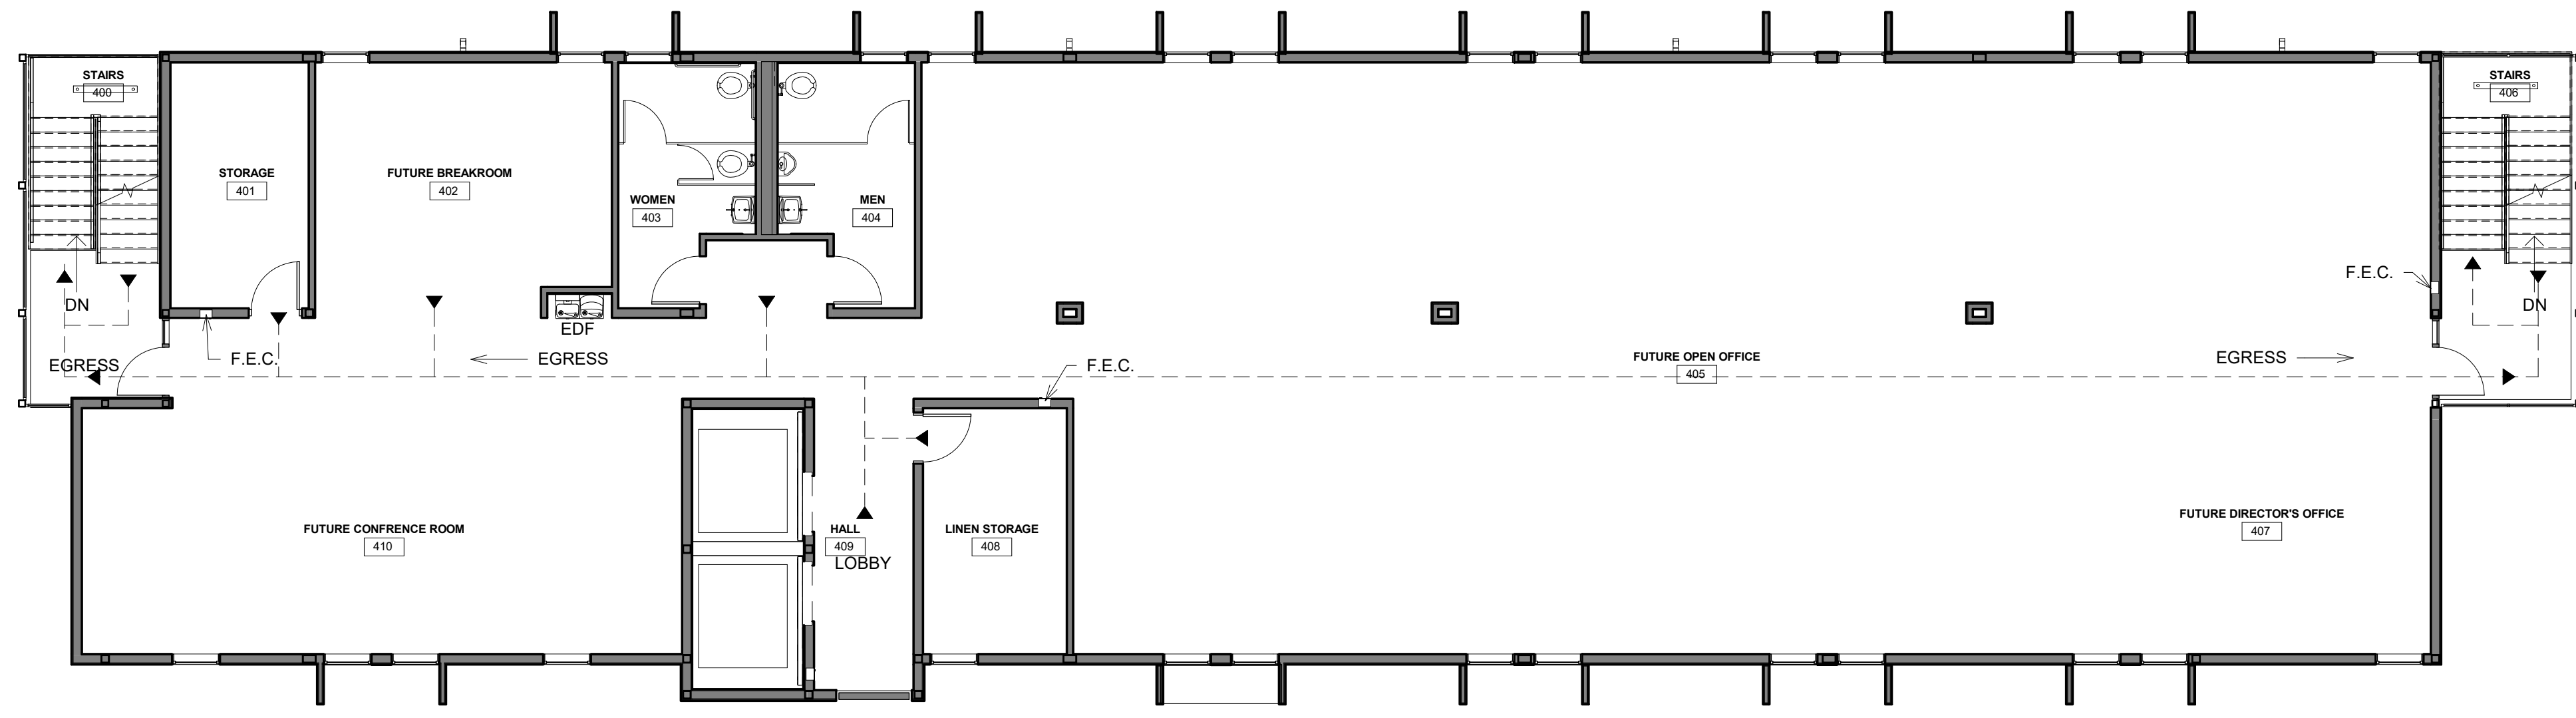 STAIRS
400
STORAGE
401
FUTURE BREAKROOM
402
WOMEN
403
MEN
404
STAIRS
406
F.E.C.
DN
DN
EDF
EGRESS
F.E.C.
EGRESS
F.E.C.
FUTURE OPEN OFFICE
405
EGRESS
FUTURE CONFRENCE ROOM
410
HALL
409
LOBBY
LINEN STORAGE
408
FUTURE DIRECTOR'S OFFICE
407